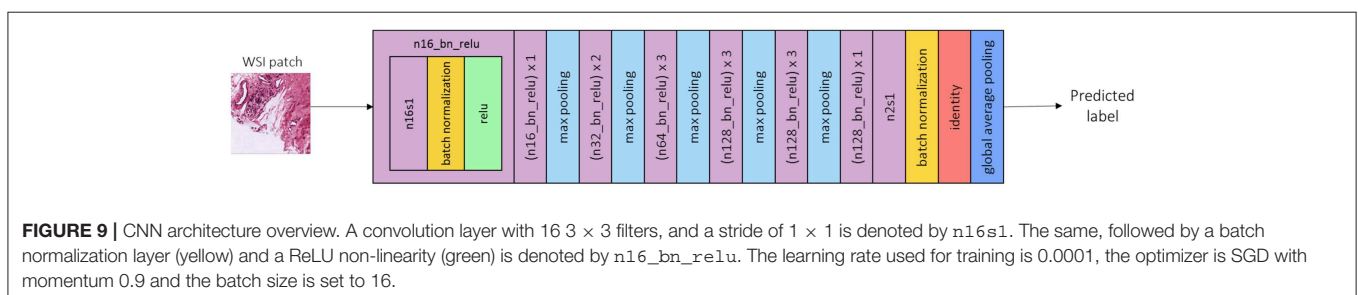 WSI patch
n16_bn_relu
n16s1
batch normalization
relu
(n16_bn_relu) x 1
max pooling
(n32_bn_relu) x 2
max pooling
(n64_bn_relu) x 3
max pooling
(n128_bn_relu) x 3
max pooling
(n128_bn_relu) x 3
max pooling
(n128_bn_relu) x 1
n2s1
batch normalization
identity
global average pooling
Predicted
label
FIGURE 9 | CNN architecture overview. A convolution layer with 16 3 × 3 filters, and a stride of 1 × 1 is denoted by n16s1. The same, followed by a batch
normalization layer (yellow) and a ReLU non-linearity (green) is denoted by n16_bn_relu. The learning rate used for training is 0.0001, the optimizer is SGD with
momentum 0.9 and the batch size is set to 16.